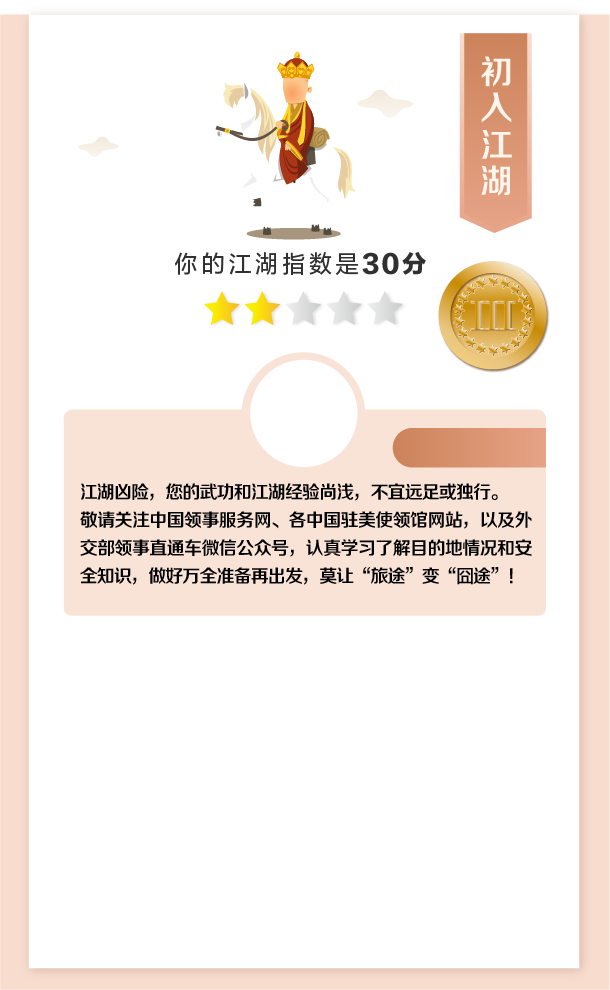 初入江湖
你的江湖指数是30分
江湖凶险，您的武功和江湖经验尚浅，不宜远足或独行。
敬请关注中国领事服务网、各中国驻美使领馆网站，以及外
交部领事直通车微信公众号，认真学习了解目的地情况和安
全知识，做好万全准备再出发，莫让“旅途”变“囧途”！